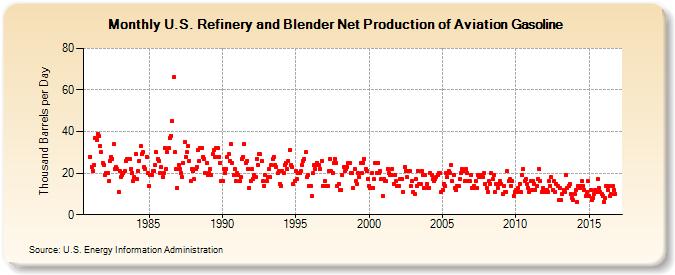 Monthly U.S. Refinery and Blender Net Production of Aviation Gasoline
Thousand Barrels per Day
80
60
40
20
0
1985 1990 1995 2000 2005 2010 2015
Source: U.S. Energy Information Administration